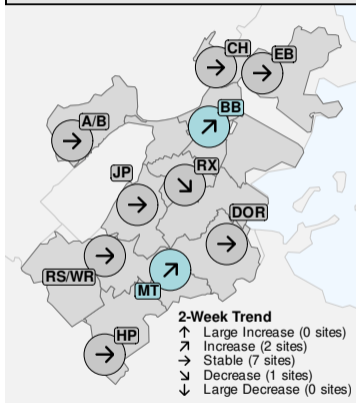 CH
EB
BB
A/B
RX
JP
DOR
RS/WR
MT
HP
2-Week Trend
↑ Large Increase (0 sites)
↗ Increase (2 sites)
→ Stable (7 sites)
↘ Decrease (1 sites)
↓ Large Decrease (0 sites)